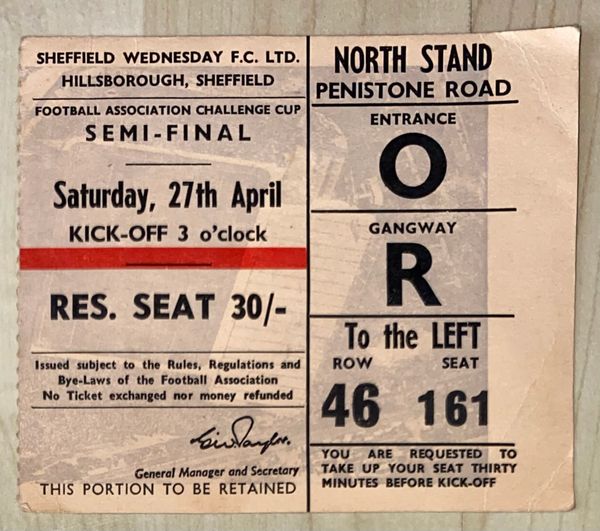 SHEFFIELD WEDNESDAY F.C. LTD.
HILLSBOROUGH, SHEFFIELD
FOOTBALL ASSOCIATION CHALLENGE CUP
SEMI-FINAL
Saturday, 27th April
KICK-OFF 3 o'clock
RES. SEAT 30/-
Issued subject to the Rules, Regulations and
Bye-Laws of the Football Association
No Ticket exchanged nor money refunded
General Manager and Secretary
THIS PORTION TO BE RETAINED
NORTH STAND
PENISTONE ROAD
ENTRANCE
O
GANGWAY
R
To the LEFT
ROW SEAT
46 161
YOU ARE REQUESTED TO
TAKE UP YOUR SEAT THIRTY
MINUTES BEFORE KICK-OFF